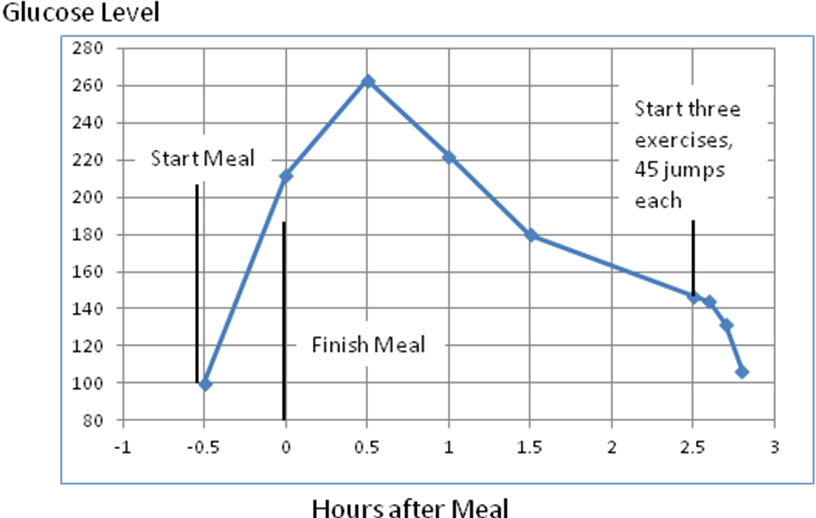 Glucose Level
280
260
240
220
200
180
160
140
120
100
80
Start Meal
Finish Meal
Start three
exercises,
45 jumps
each
-1
-0.5
0
0.5
1
1.5
2
2.5
3
Hours after Meal